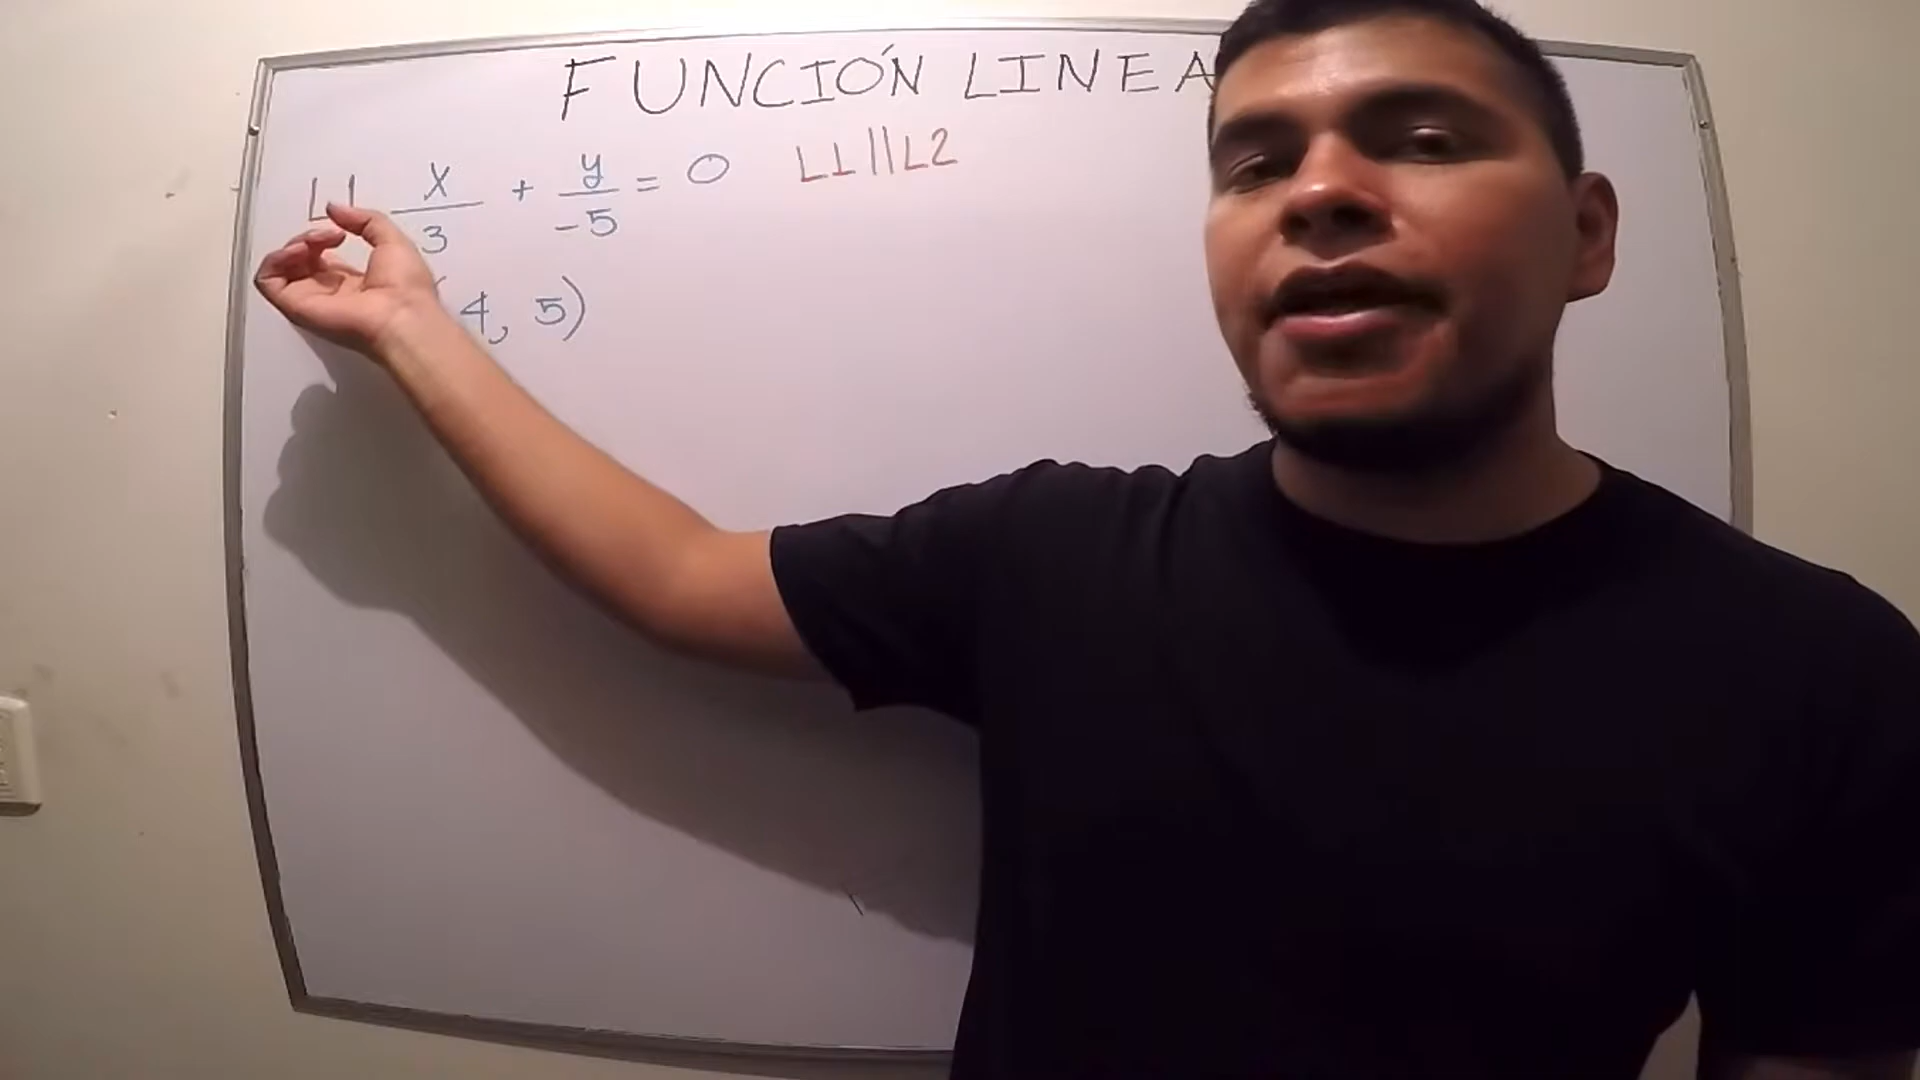 FUNCIÓN LINEA
L1 x/3 + y/-5 = 0 L1 || L2
(4, 5)